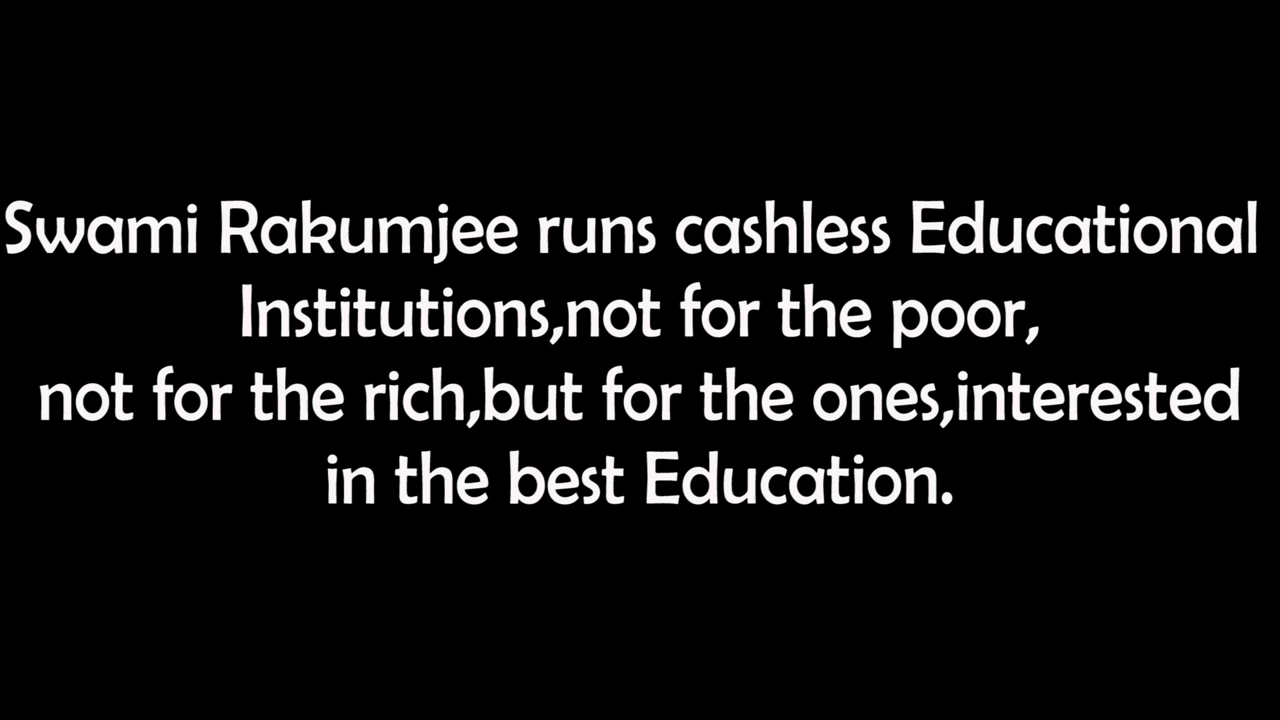 Swami Rakumjee runs cashless Educational
Institutions,not for the poor,
not for the rich,but for the ones,interested
in the best Education.